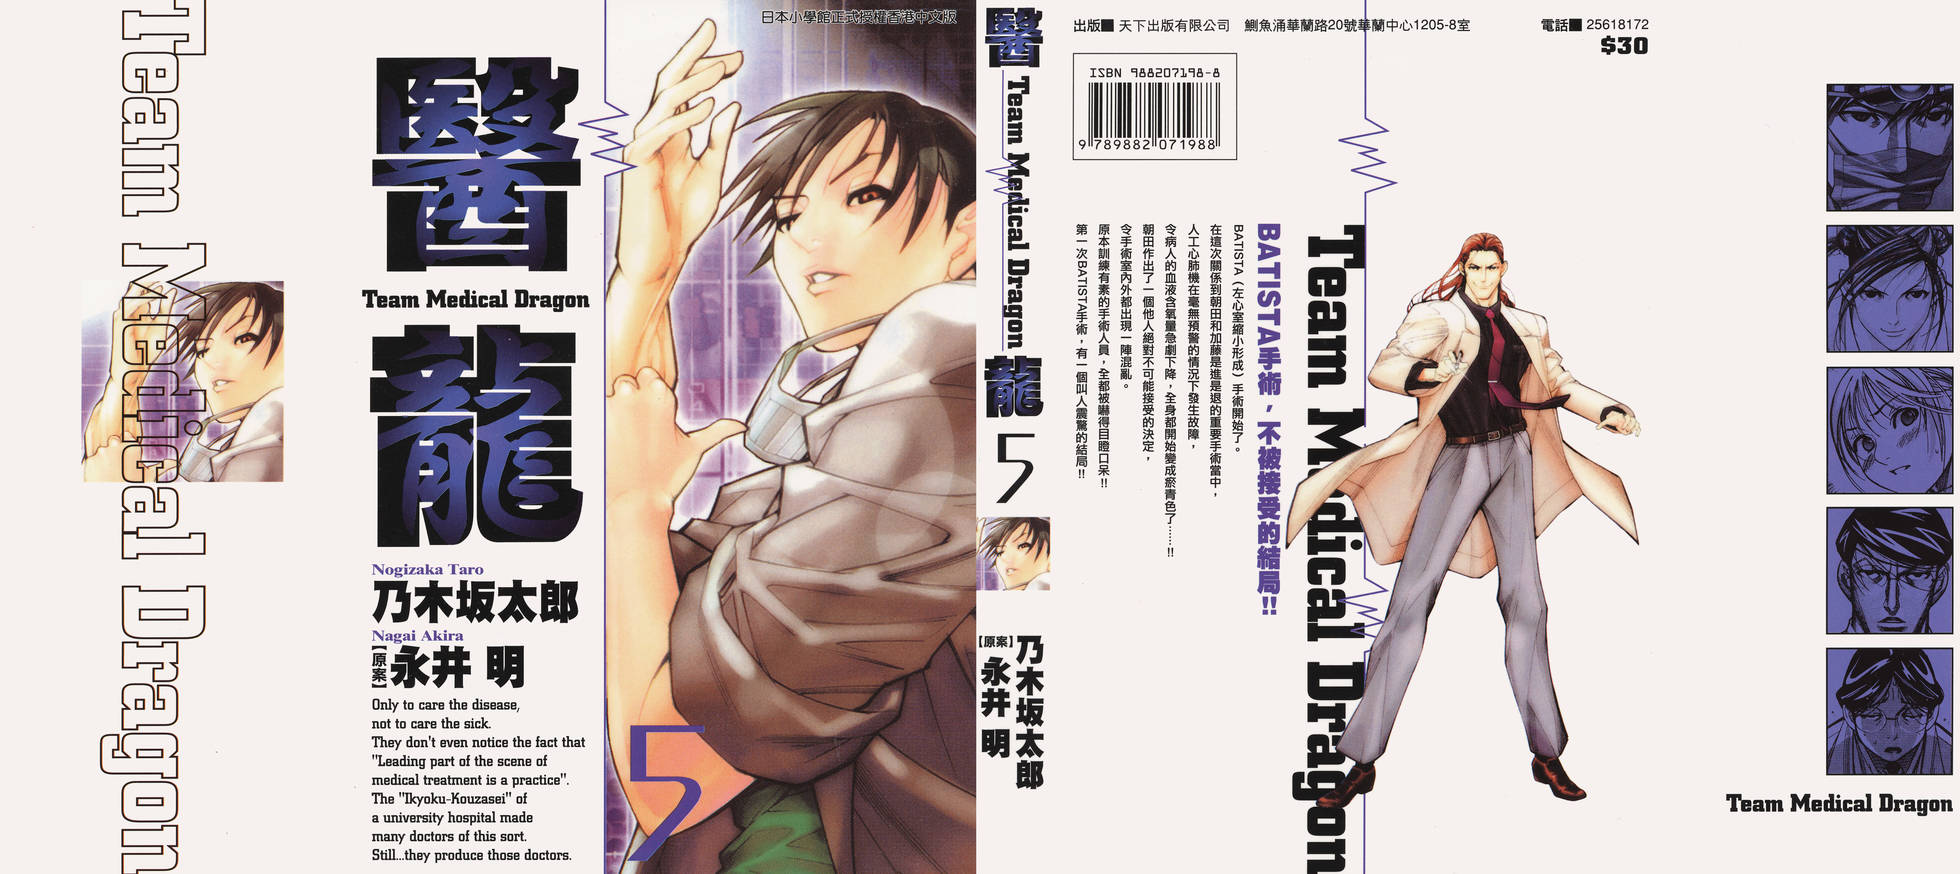 Team Medical Dragon
日本小學館正式授權香港中文版
醫
Team Medical Dragon
龍
Nogizaka Taro
乃木坂太郎
Nagai Akira
【原案】永井 明
Only to care the disease,
not to care the sick.
They don't even notice the fact that
"Leading part of the scene of
medical treatment is a practice".
The "Ikyoku-Kouzasei" of
a university hospital made
many doctors of this sort.
Still...they produce those doctors.
5
醫
Team Medical Dragon
龍
5
乃木坂太郎
【原案】永井 明
出版■ 天下出版有限公司 鰂魚涌華蘭路20號華蘭中心1205-8室
電話■ 25618172
$30
ISBN 988207198-8
9 789882 071988
Team Medical Dragon
BATISTA手術，不被接受的結局!!
BATISTA（左心室縮小形成）手術開始了。
在這次關係到朝田和加藤是進是退的重要手術當中，
人工心肺機在毫無預警的情況下發生故障，
令病人的血液含氧量急劇下降，全身都開始變成瘀青色了……!!
朝田作出了一個他人絕對不可能接受的決定，
令手術室內外都出現一陣混亂。
原本訓練有素的手術人員，全都被嚇得目瞪口呆!!
第一次BATISTA手術，有一個叫人震驚的結局!!
Team Medical Dragon